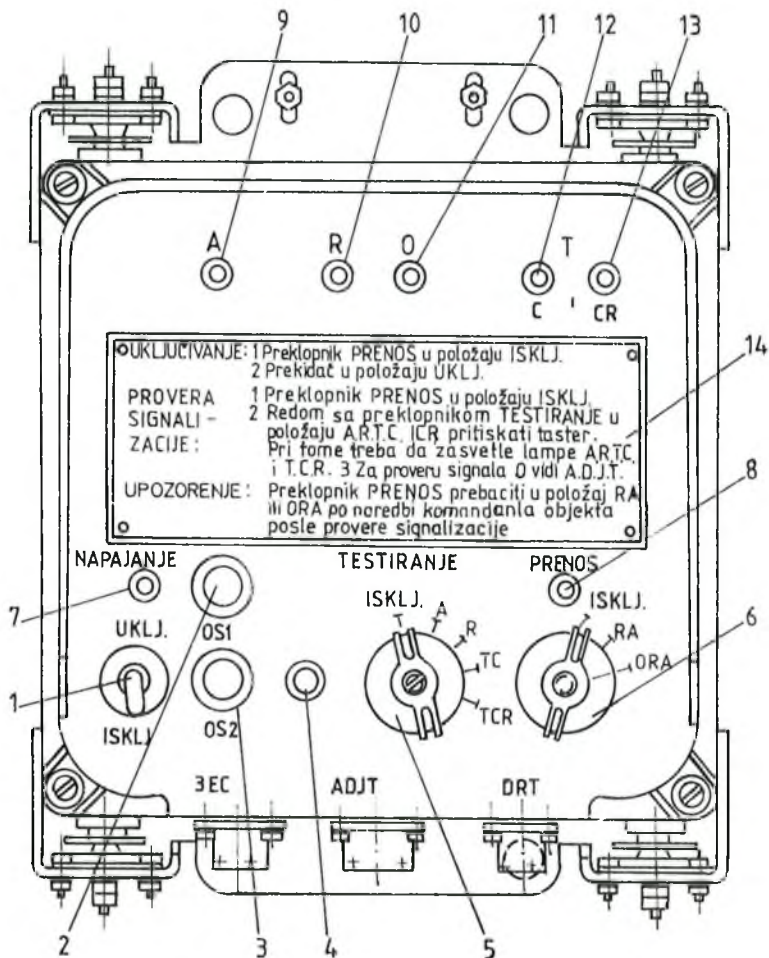 9 10 11 12 13
A R O T
C CR
UKLJUČIVANJE: 1 Preklopnik PRENOS u položaju ISKLJ.
2 Prekidač u položaju UKLJ.
14
PROVERA 1 Preklopnik PRENOS u položaju ISKLJ.
SIGNALI- 2 Redom sa preklopnikom TESTIRANJE u
položaju A.R.T.C. ICR pritiskati taster.
ZACIJE: Pri tome treba da zasvetle lampe A.R.T.C.
i T.C.R. 3 Za proveru signala O vidi A.D.J.T.
8
UPOZORENJE: Preklopnik PRENOS prebaciti u položaj RA
ili ORA po naredbi komandanla objekta
posle provere signalizacije
NAPAJANJE TESTIRANJE PRENOS
7
ISKLJ. ISKLJ.
T A R RA 6
UKLJ. OS1
TC ORA
1
TCR
ISKLJ OS2
3EC ADJT DRT
2 3 4 5